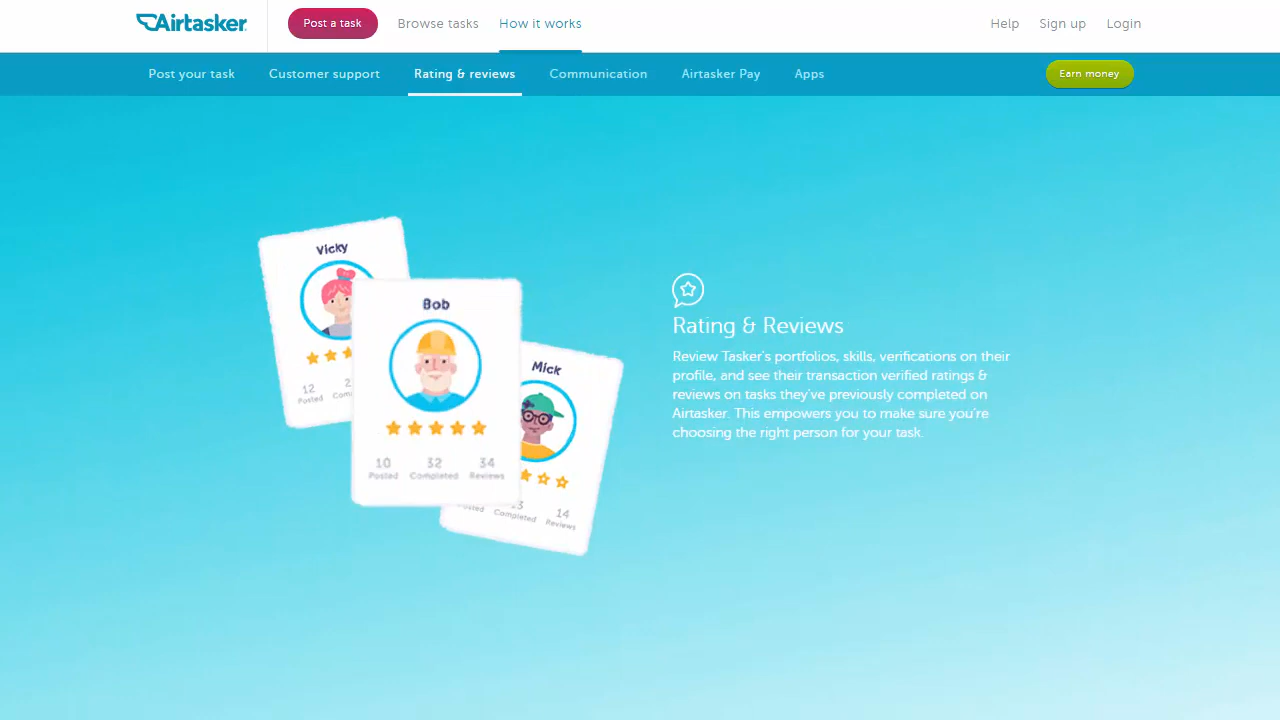 Airtasker
Post a task
Browse tasks
How it works
Help
Sign up
Login
Post your task
Customer support
Rating & reviews
Communication
Airtasker Pay
Apps
Earn money
Vicky
12
Posted
2
Bob
10 32 34
Posted Completed Reviews
Mick
14
Completed
Reviews
Rating & Reviews
Review Tasker's portfolios, skills, verifications on their
profile, and see their transaction verified ratings &
reviews on tasks they've previously completed on
Airtasker. This empowers you to make sure you're
choosing the right person for your task.